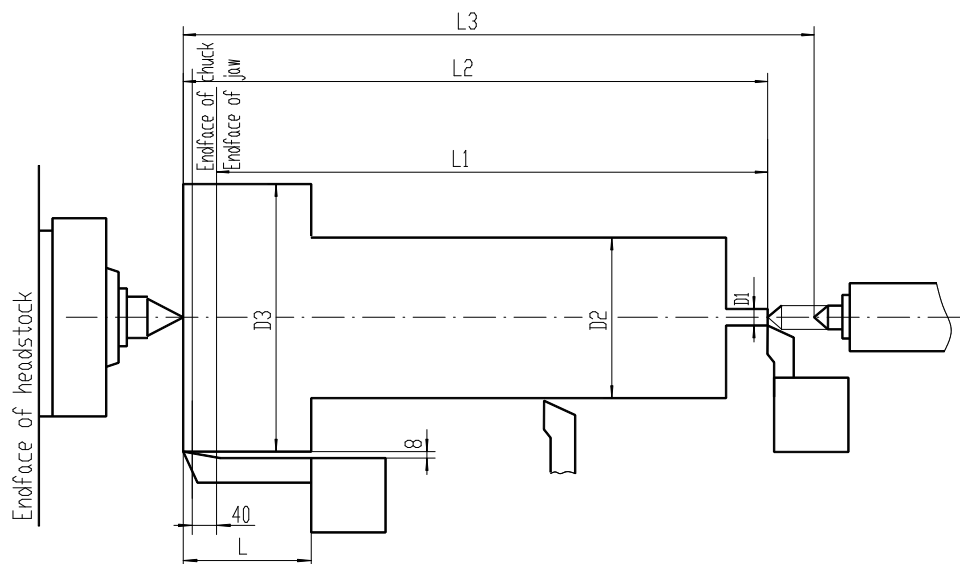 L3
L2
Endface of chuck
Endface of jaw
L1
D3
D2
D1
Endface of headstock
8
40
L